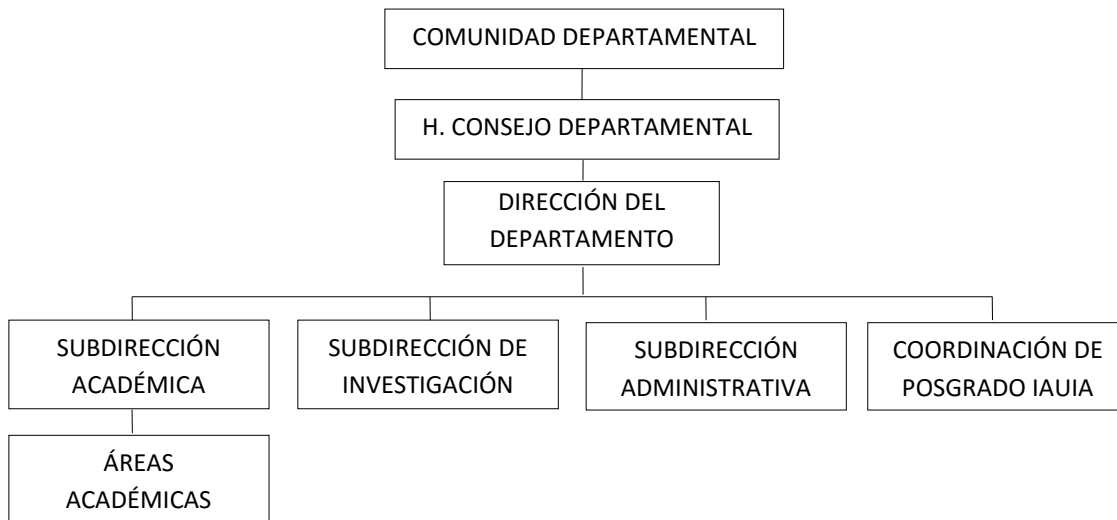 COMUNIDAD DEPARTAMENTAL
H. CONSEJO DEPARTAMENTAL
DIRECCIÓN DEL
DEPARTAMENTO
SUBDIRECCIÓN
ACADÉMICA
SUBDIRECCIÓN DE
INVESTIGACIÓN
SUBDIRECCIÓN
ADMINISTRATIVA
COORDINACIÓN DE
POSGRADO IAUIA
ÁREAS
ACADÉMICAS